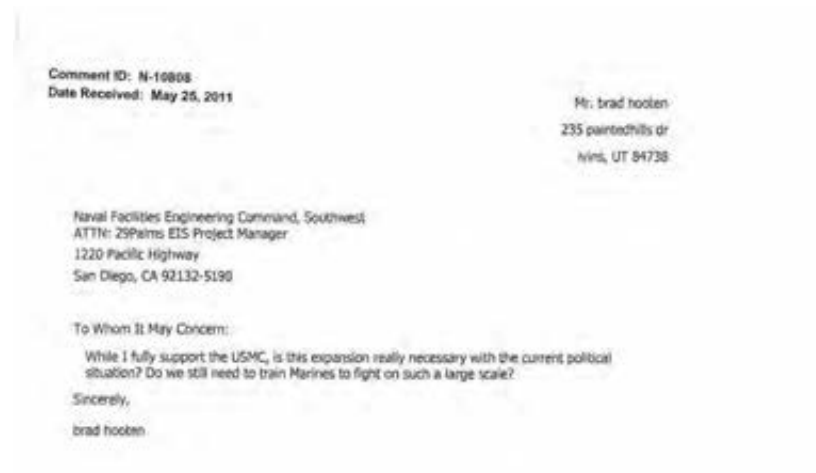 Comment ID: N-10808
Date Received: May 25, 2011
Mr. brad hooten
235 paintedhills dr
ivins, UT 84738
Naval Facilities Engineering Command, Southwest
ATTN: 29Palms EIS Project Manager
1220 Pacific Highway
San Diego, CA 92132-5190
To Whom It May Concern:
While I fully support the USMC, is this expansion really necessary with the current political
situation? Do we still need to train Marines to fight on such a large scale?
Sincerely,
brad hooten